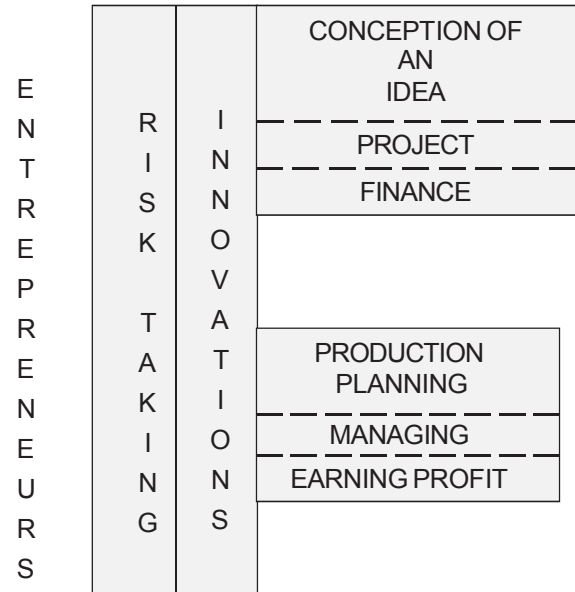 ENTREPRENEURS
RISK TAKING
INNOVATIONS
CONCEPTION OF
AN
IDEA
PROJECT
FINANCE
PRODUCTION
PLANNING
MANAGING
EARNING PROFIT